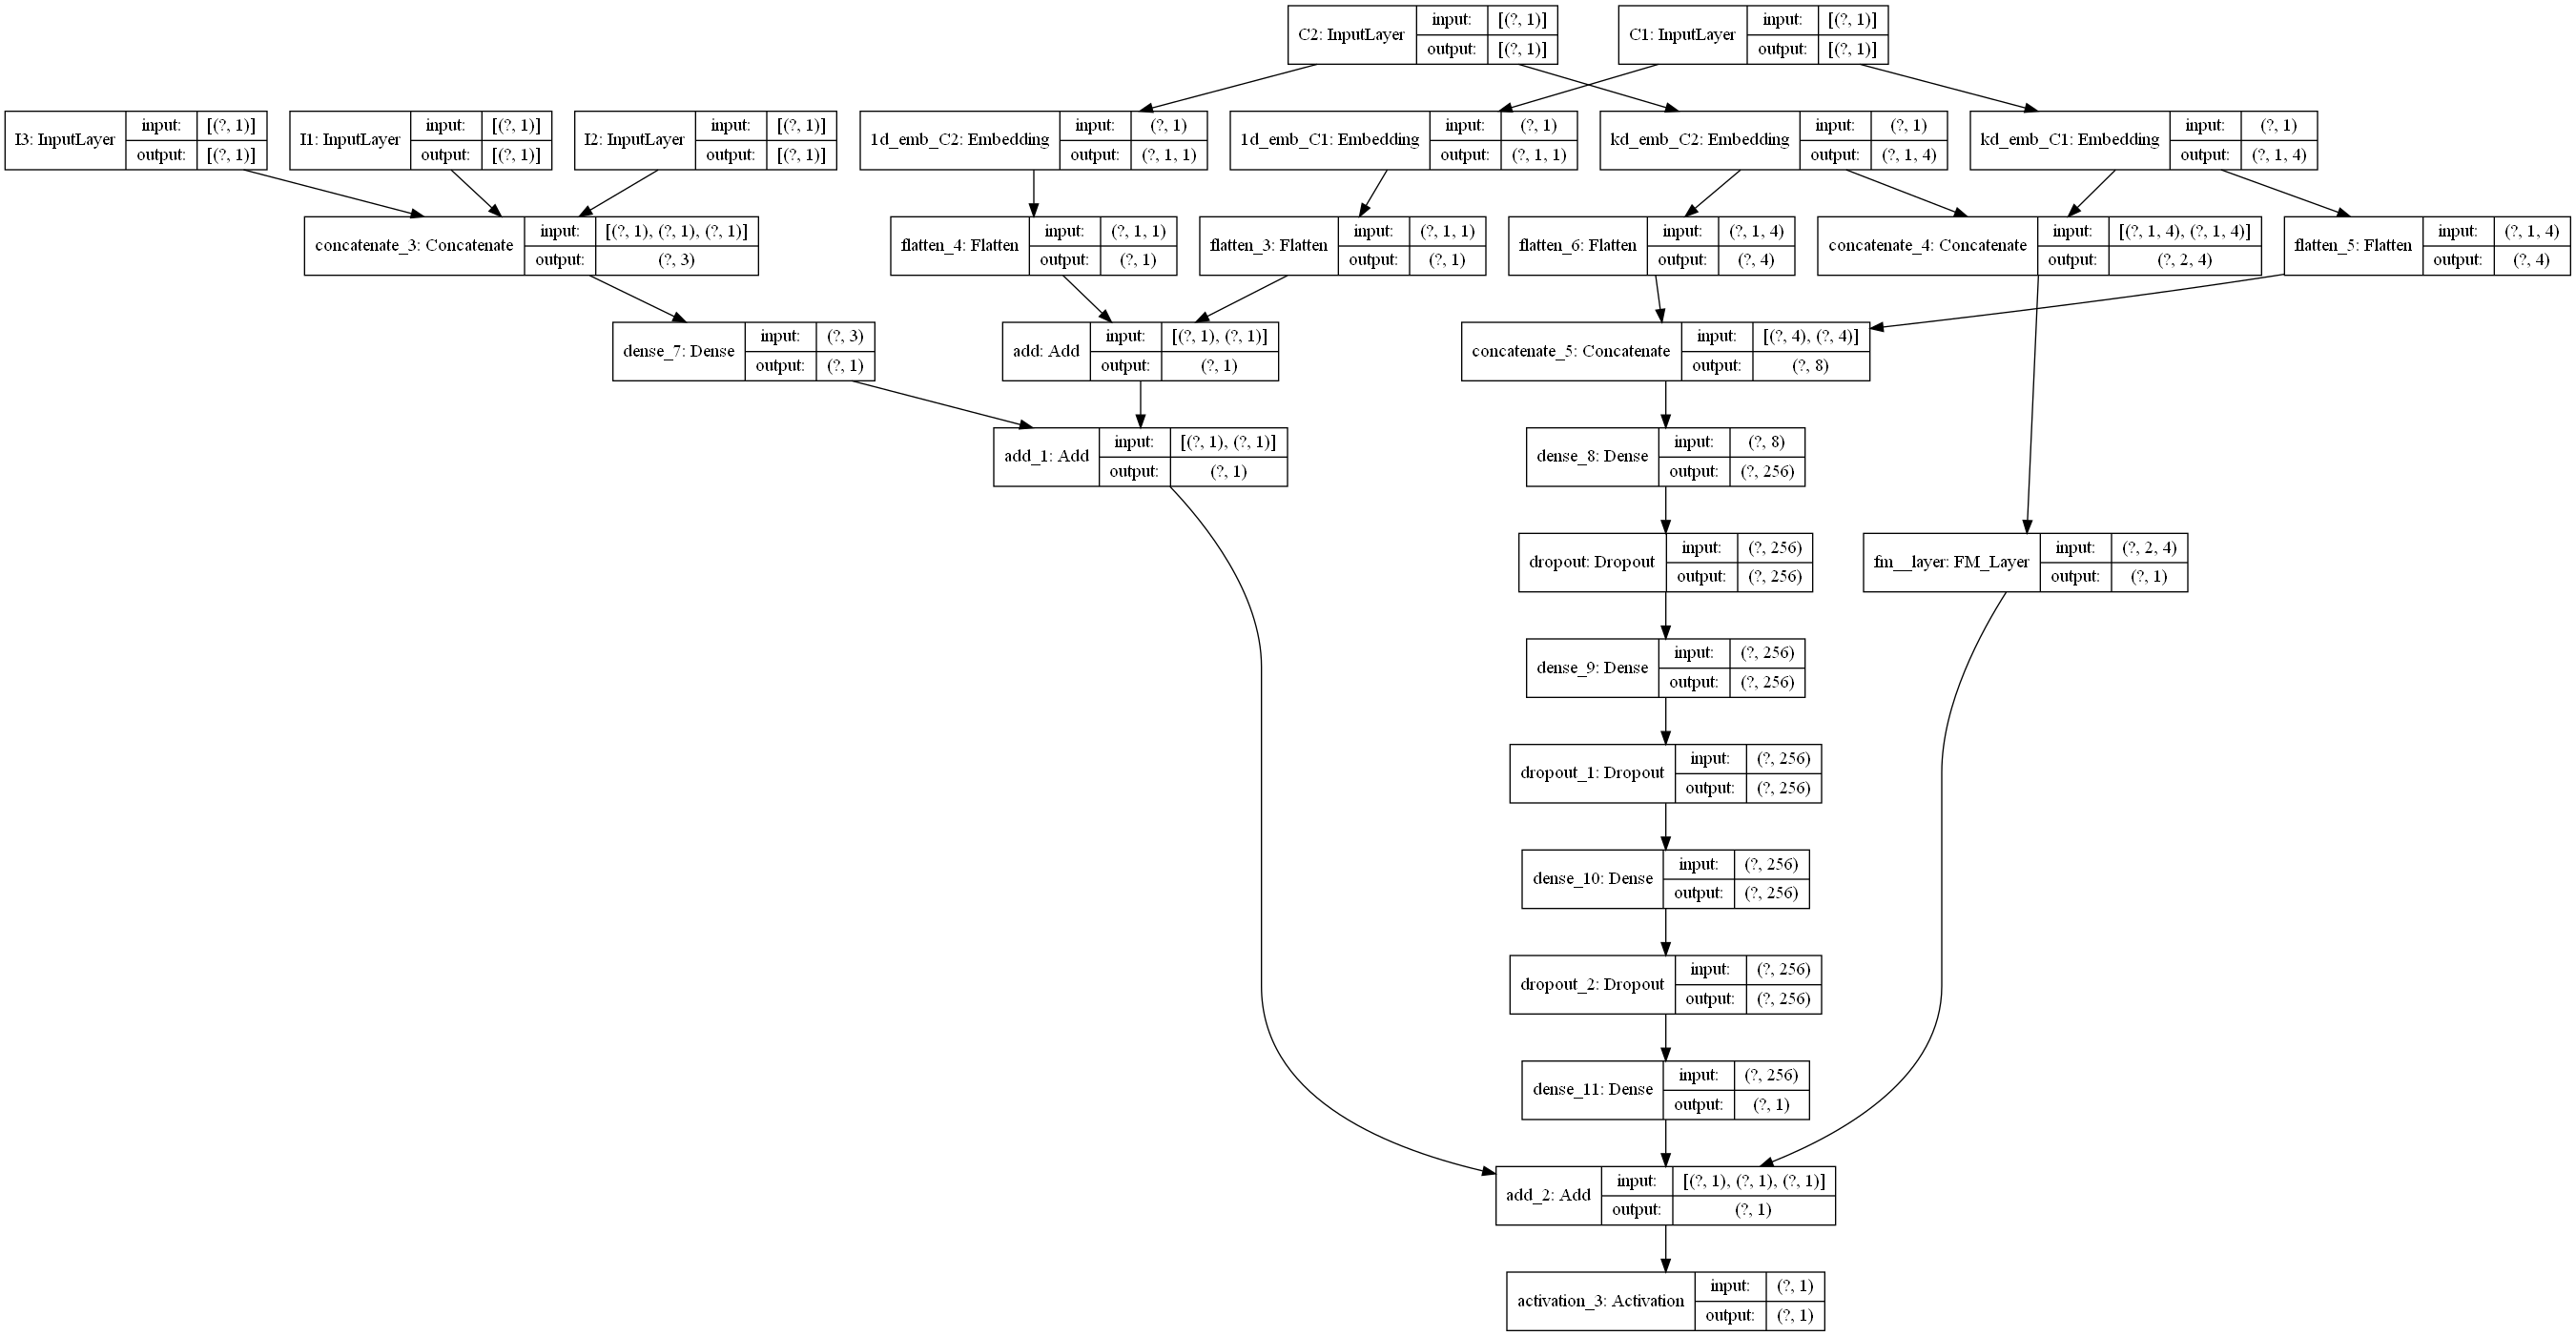 C2: InputLayer input: [(?, 1)] output: [(?, 1)]
C1: InputLayer input: [(?, 1)] output: [(?, 1)]
I3: InputLayer input: [(?, 1)] output: [(?, 1)]
I1: InputLayer input: [(?, 1)] output: [(?, 1)]
I2: InputLayer input: [(?, 1)] output: [(?, 1)]
1d_emb_C2: Embedding input: (?, 1) output: (?, 1, 1)
1d_emb_C1: Embedding input: (?, 1) output: (?, 1, 1)
kd_emb_C2: Embedding input: (?, 1) output: (?, 1, 4)
kd_emb_C1: Embedding input: (?, 1) output: (?, 1, 4)
concatenate_3: Concatenate input: [(?, 1), (?, 1), (?, 1)] output: (?, 3)
flatten_4: Flatten input: (?, 1, 1) output: (?, 1)
flatten_3: Flatten input: (?, 1, 1) output: (?, 1)
flatten_6: Flatten input: (?, 1, 4) output: (?, 4)
concatenate_4: Concatenate input: [(?, 1, 4), (?, 1, 4)] output: (?, 2, 4)
flatten_5: Flatten input: (?, 1, 4) output: (?, 4)
dense_7: Dense input: (?, 3) output: (?, 1)
add: Add input: [(?, 1), (?, 1)] output: (?, 1)
concatenate_5: Concatenate input: [(?, 4), (?, 4)] output: (?, 8)
add_1: Add input: [(?, 1), (?, 1)] output: (?, 1)
dense_8: Dense input: (?, 8) output: (?, 256)
dropout: Dropout input: (?, 256) output: (?, 256)
fm__layer: FM_Layer input: (?, 2, 4) output: (?, 1)
dense_9: Dense input: (?, 256) output: (?, 256)
dropout_1: Dropout input: (?, 256) output: (?, 256)
dense_10: Dense input: (?, 256) output: (?, 256)
dropout_2: Dropout input: (?, 256) output: (?, 256)
dense_11: Dense input: (?, 256) output: (?, 1)
add_2: Add input: [(?, 1), (?, 1), (?, 1)] output: (?, 1)
activation_3: Activation input: (?, 1) output: (?, 1)